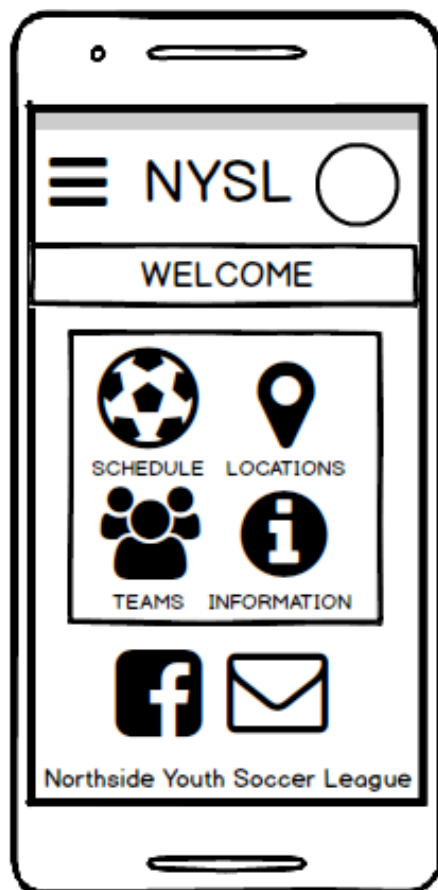 NYSL
WELCOME
SCHEDULE LOCATIONS
TEAMS INFORMATION
Northside Youth Soccer League